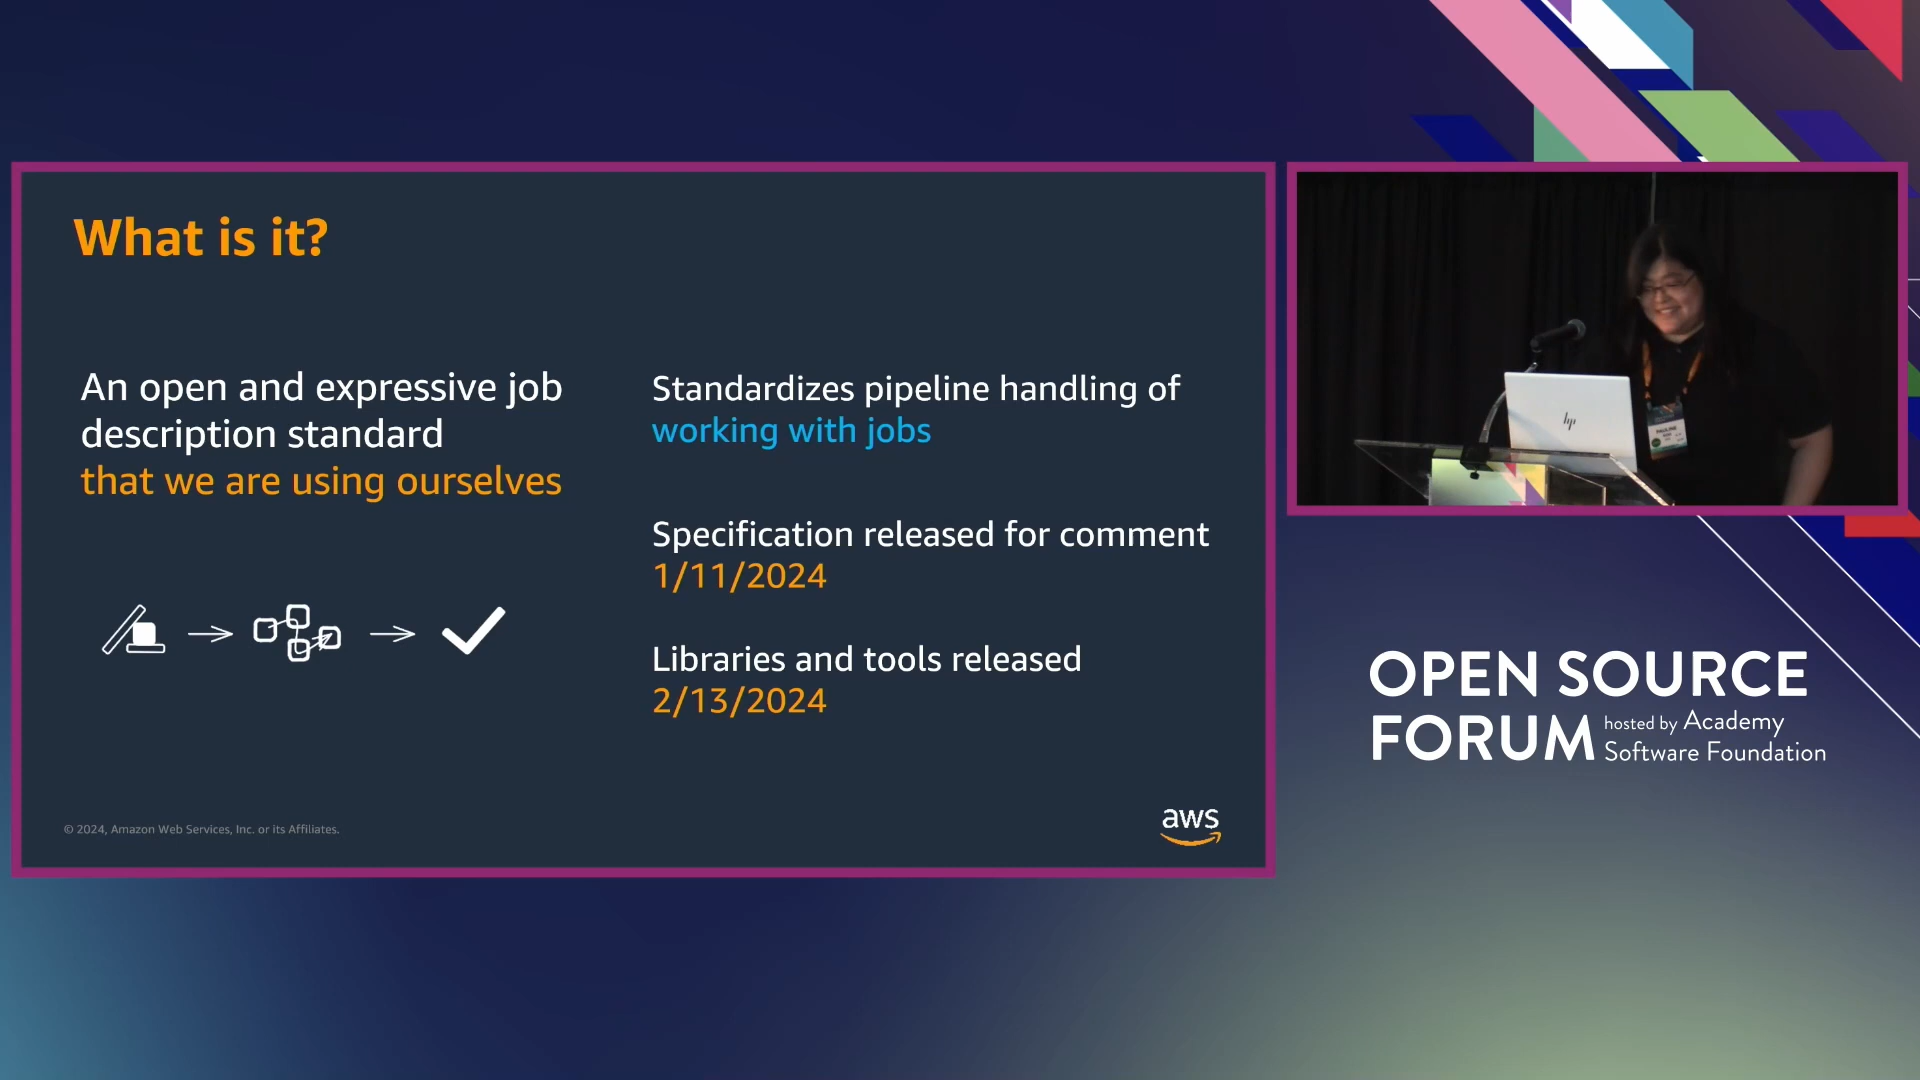 What is it?
An open and expressive job
description standard
that we are using ourselves
Standardizes pipeline handling of
working with jobs
Specification released for comment
1/11/2024
Libraries and tools released
2/13/2024
© 2024, Amazon Web Services, Inc. or its Affiliates.
aws
hp
PAULINE
OPEN SOURCE
FORUM hosted by Academy
Software Foundation